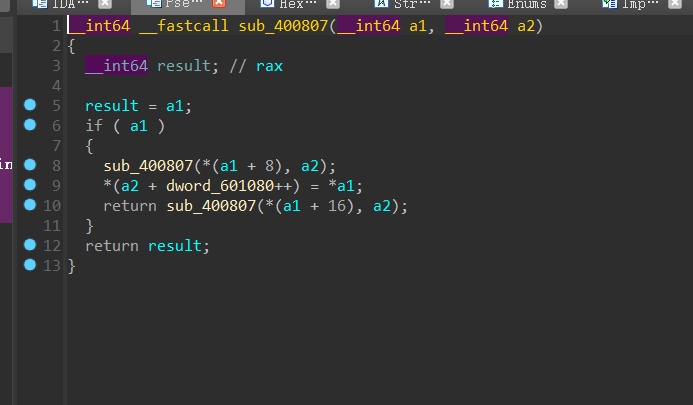 IDA… Pse… Hex… Str… Enums Imp…
1 __int64 __fastcall sub_400807(__int64 a1, __int64 a2)
2 {
3 __int64 result; // rax
4
5 result = a1;
6 if ( a1 )
7 {
8 sub_400807(*(a1 + 8), a2);
9 *(a2 + dword_601080++) = *a1;
10 return sub_400807(*(a1 + 16), a2);
11 }
12 return result;
13 }
in